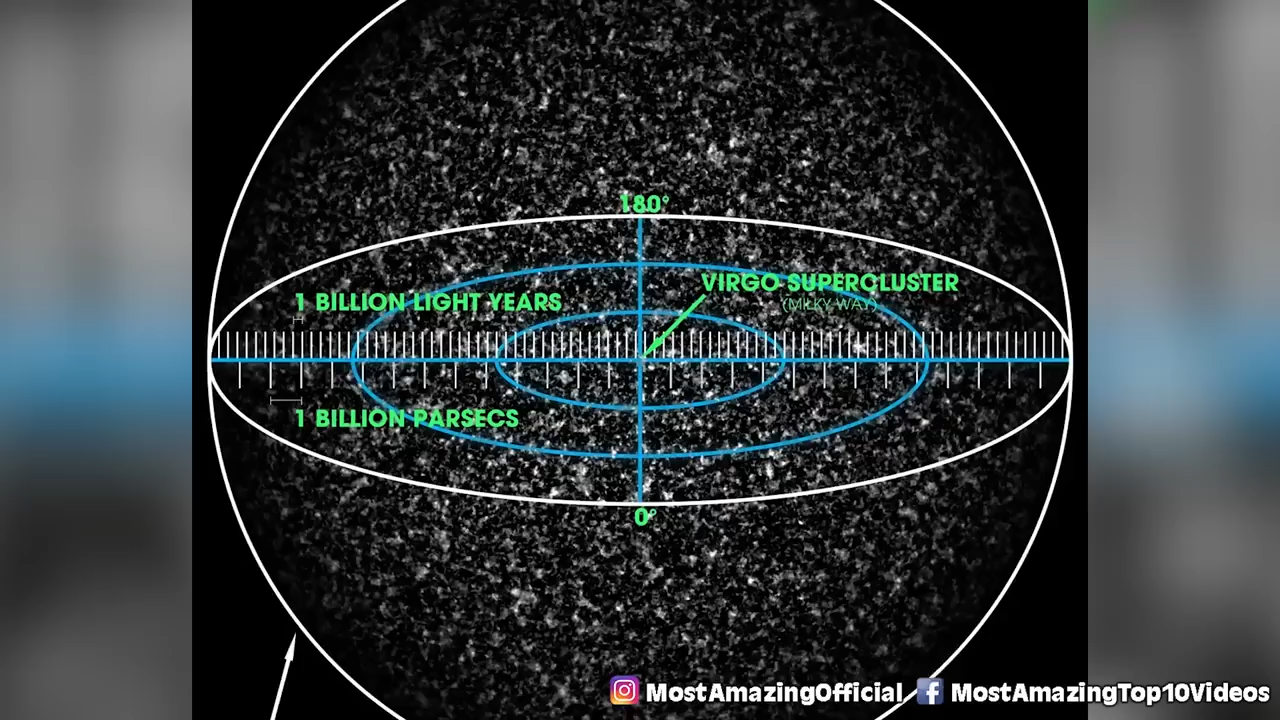 180°
VIRGO SUPERCLUSTER
(MILKY WAY)
1 BILLION LIGHT YEARS
1 BILLION PARSECS
0°
MostAmazingOfficial MostAmazingTop10Videos